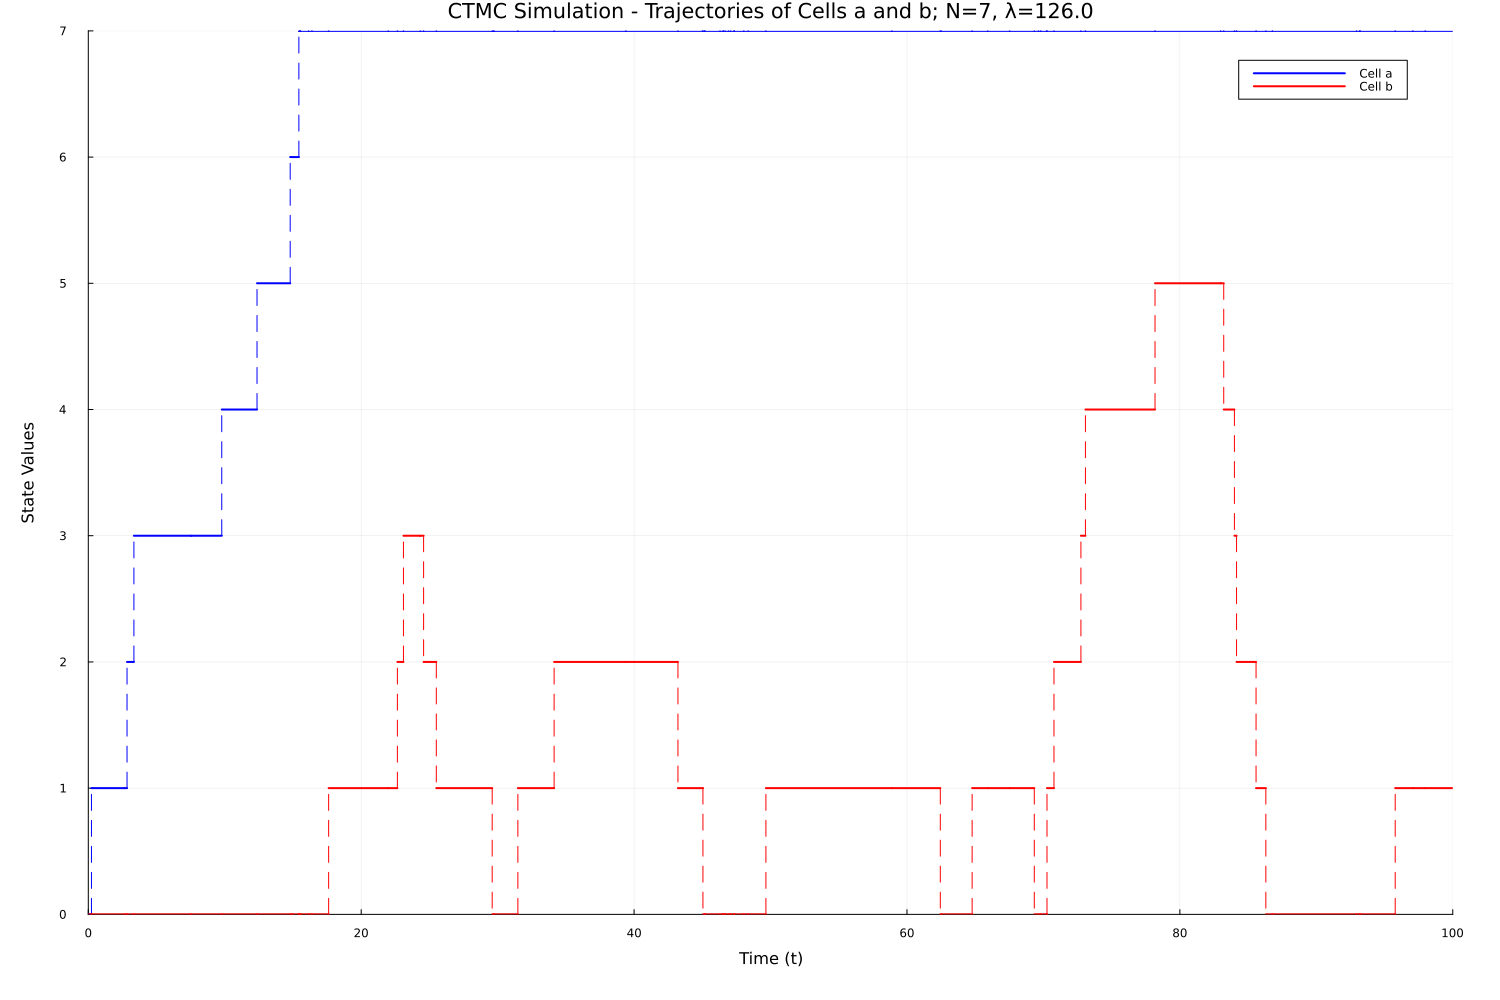 CTMC Simulation - Trajectories of Cells a and b; N=7, λ=126.0
7
6
5
4
3
2
1
0
State Values
Cell a
Cell b
0 20 40 60 80 100
Time (t)